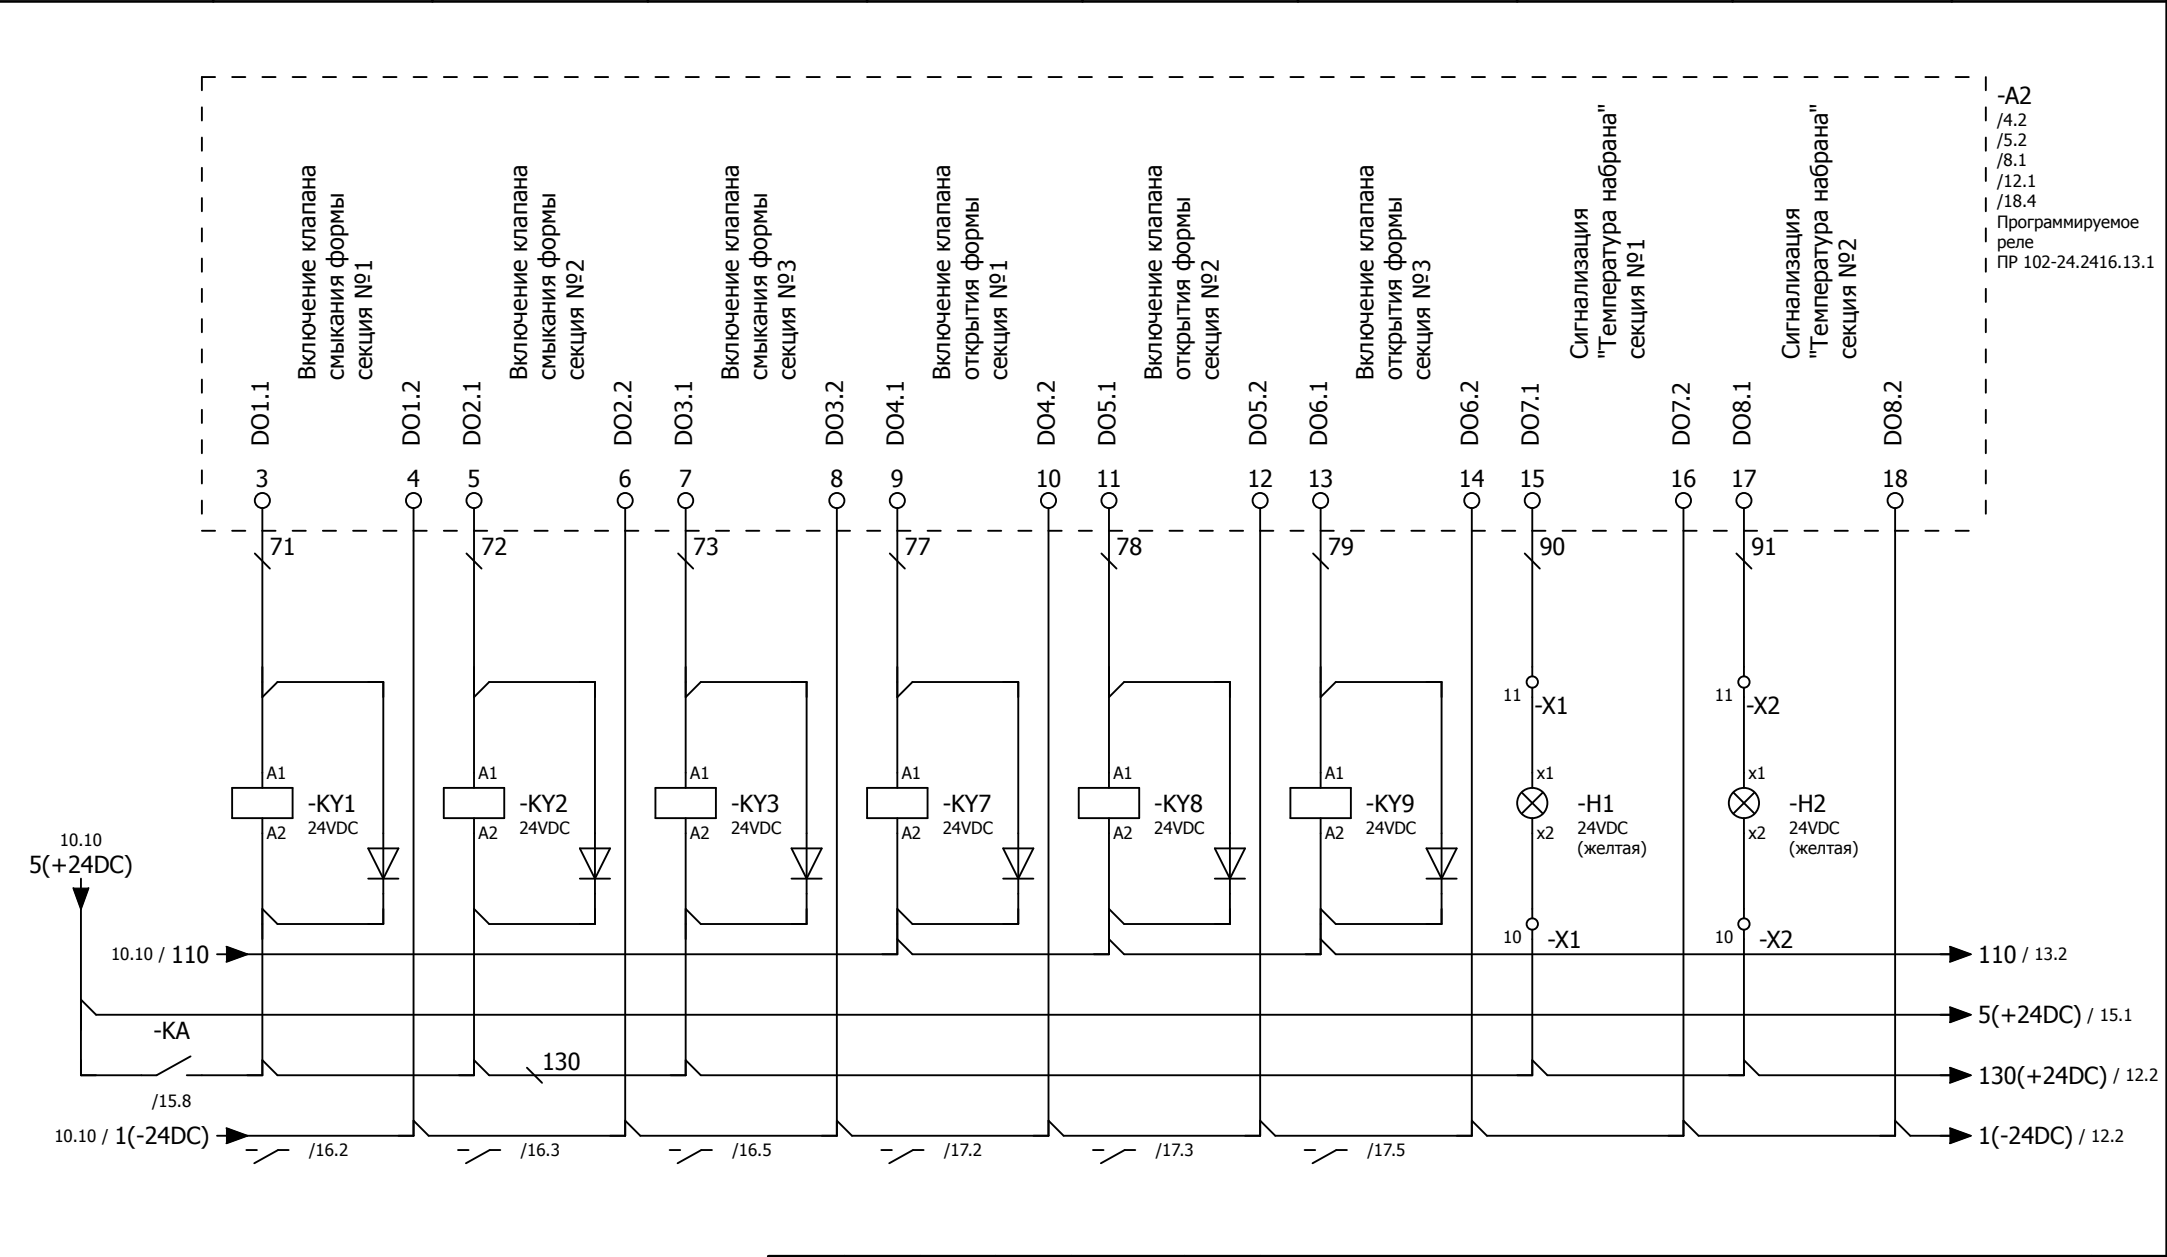 -A2
/4.2
/5.2
/8.1
/12.1
/18.4
Программируемое
реле
ПР 102-24.2416.13.1
Включение клапана
смыкания формы
секция №1
Включение клапана
смыкания формы
секция №2
Включение клапана
смыкания формы
секция №3
Включение клапана
открытия формы
секция №1
Включение клапана
открытия формы
секция №2
Включение клапана
открытия формы
секция №3
Сигнализация
"Температура набрана"
секция №1
Сигнализация
"Температура набрана"
секция №2
DO1.1 DO1.2 DO2.1 DO2.2 DO3.1 DO3.2 DO4.1 DO4.2 DO5.1 DO5.2 DO6.1 DO6.2 DO7.1 DO7.2 DO8.1 DO8.2
3 4 5 6 7 8 9 10 11 12 13 14 15 16 17 18
71 72 73 77 78 79 90 91
11 -X1 11 -X2
A1 A1 A1 A1 A1 A1 x1 x1
-KY1 -KY2 -KY3 -KY7 -KY8 -KY9 -H1 -H2
24VDC 24VDC 24VDC 24VDC 24VDC 24VDC 24VDC 24VDC
A2 A2 A2 A2 A2 A2 x2 x2
(желтая) (желтая)
10.10
5(+24DC)
10 -X1 10 -X2
10.10 / 110
110 / 13.2
5(+24DC) / 15.1
-KA
130
130(+24DC) / 12.2
/15.8
10.10 / 1(-24DC)
1(-24DC) / 12.2
/16.2 /16.3 /16.5 /17.2 /17.3 /17.5